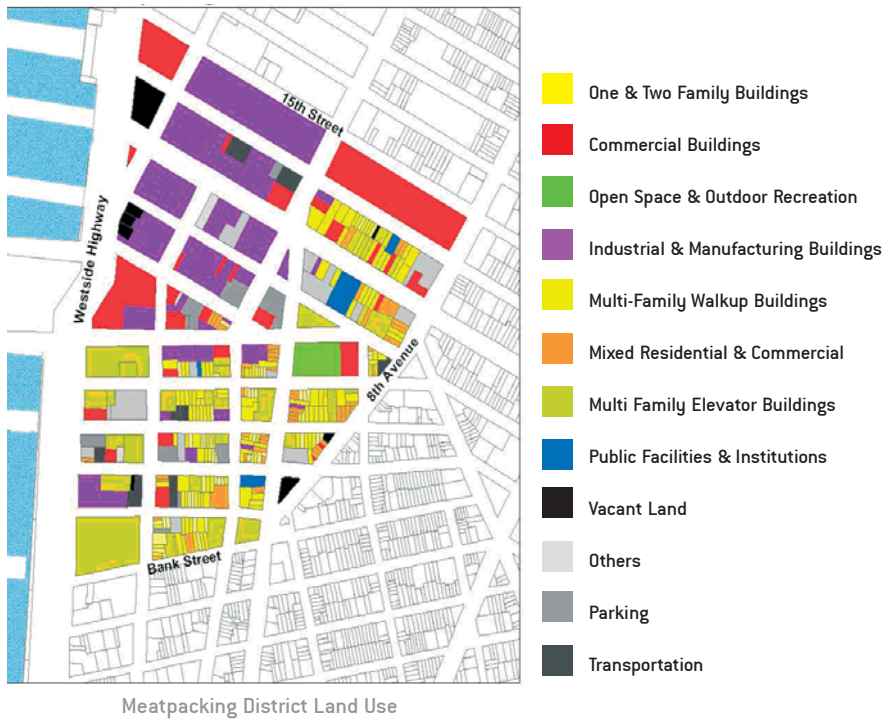 15th Street
Westside Highway
8th Avenue
Bank Street
One & Two Family Buildings
Commercial Buildings
Open Space & Outdoor Recreation
Industrial & Manufacturing Buildings
Multi-Family Walkup Buildings
Mixed Residential & Commercial
Multi Family Elevator Buildings
Public Facilities & Institutions
Vacant Land
Others
Parking
Transportation
Meatpacking District Land Use